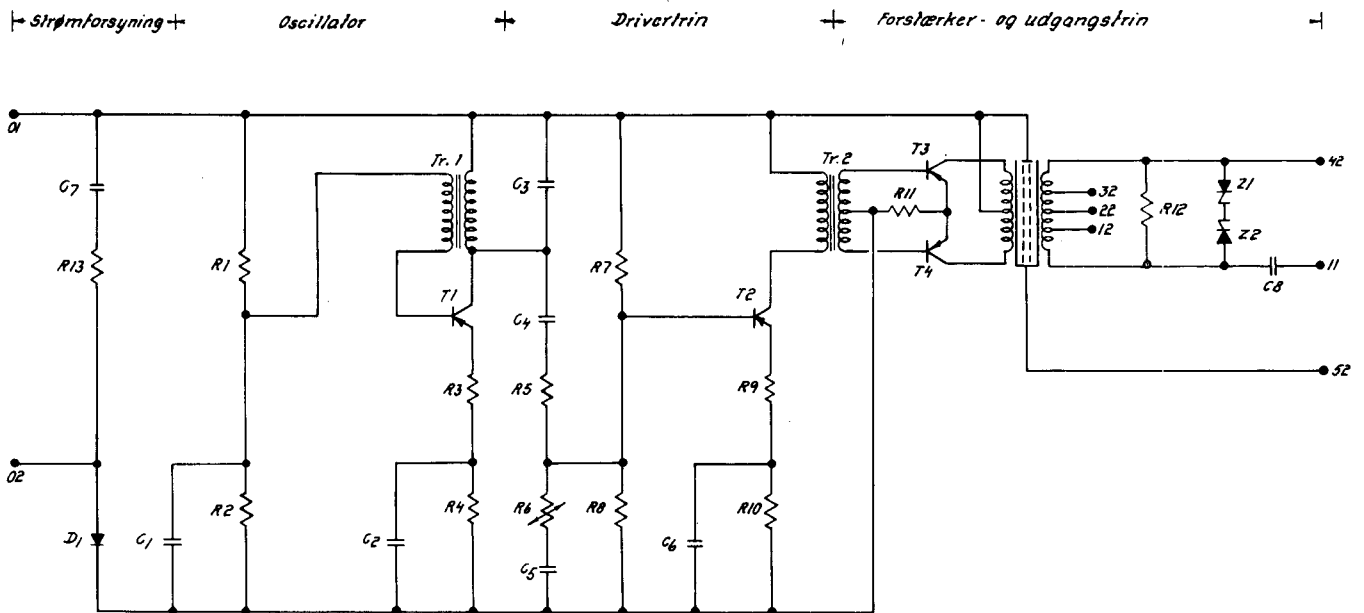 Strømforsyning Oscillator Drivertrin Forstærker- og udgangstrin
01
Tr. 1
Tr. 2
T3
42
C7
C3
R11
32
Z1
22
R12
12
Z2
R13
R1
R7
T4
C8
11
T1
C4
T2
R3
R5
R9
52
02
R2
R4
R6
R8
R10
D1
C1
C2
C5
C6